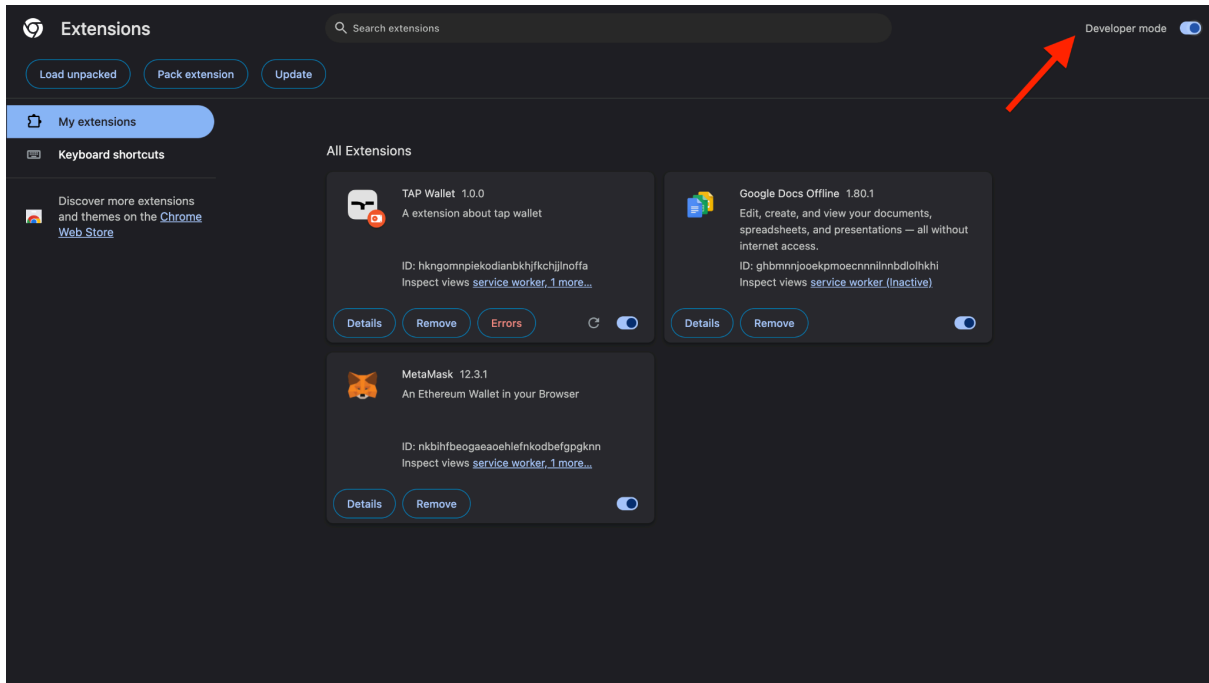 Extensions
Search extensions
Developer mode
Load unpacked
Pack extension
Update
My extensions
Keyboard shortcuts
Discover more extensions
and themes on the Chrome
Web Store
All Extensions
TAP Wallet 1.0.0
A extension about tap wallet
ID: hkngomnpiekodianbkhjfkchjjlnoffa
Inspect views service worker, 1 more...
Details
Remove
Errors
Google Docs Offline 1.80.1
Edit, create, and view your documents,
spreadsheets, and presentations — all without
internet access.
ID: ghbmnnjooekpmoecnnnilnnbdlolhkhi
Inspect views service worker (Inactive)
Details
Remove
MetaMask 12.3.1
An Ethereum Wallet in your Browser
ID: nkbihfbeogaeaoehlefnkodbefgpgknn
Inspect views service worker, 1 more...
Details
Remove